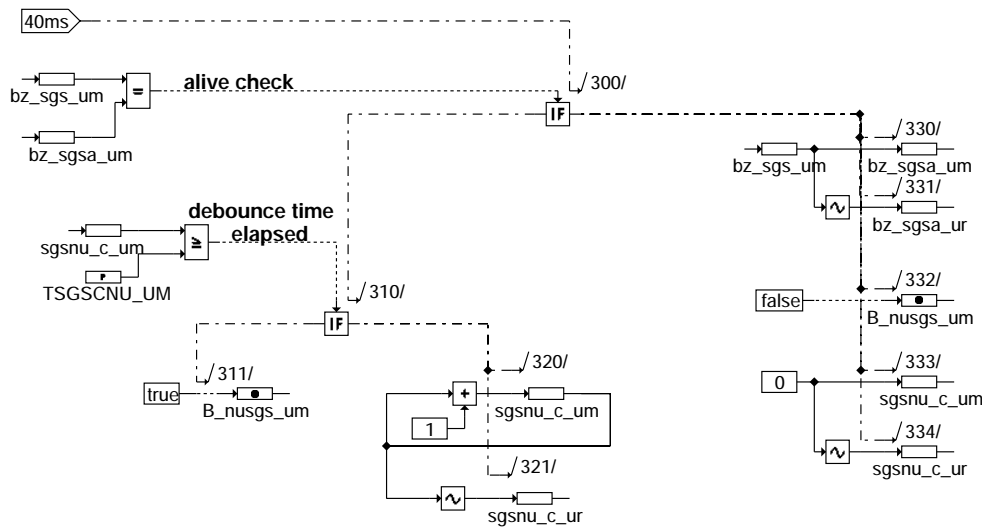 40ms
300/
alive check
bz_sgs_um
=
bz_sgsa_um
IF
330/
bz_sgs_um
bz_sgsa_um
331/
~
bz_sgsa_ur
debounce time
elapsed
sgsnu_c_um
≥
P
TSGSCNU_UM
310/
IF
332/
false
B_nusgs_um
311/
true
B_nusgs_um
320/
+
sgsnu_c_um
1
321/
~
sgsnu_c_ur
333/
0
sgsnu_c_um
334/
~
sgsnu_c_ur